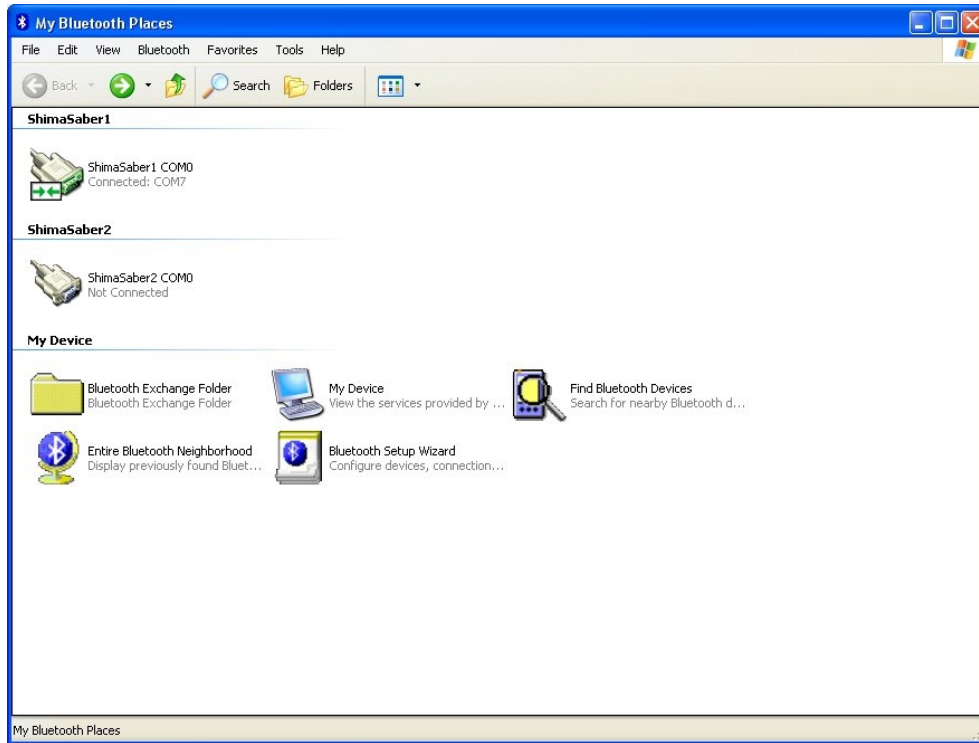 My Bluetooth Places
File Edit View Bluetooth Favorites Tools Help
Back Search Folders
ShimaSaber1
ShimaSaber1 COM0
Connected: COM7
ShimaSaber2
ShimaSaber2 COM0
Not Connected
My Device
Bluetooth Exchange Folder
Bluetooth Exchange Folder
My Device
View the services provided by ...
Find Bluetooth Devices
Search for nearby Bluetooth d...
Entire Bluetooth Neighborhood
Display previously found Bluet...
Bluetooth Setup Wizard
Configure devices, connection...
My Bluetooth Places